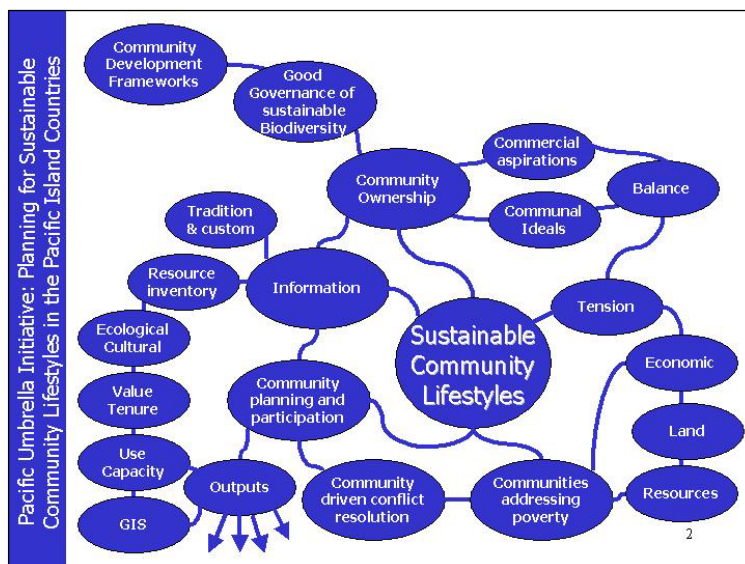 Pacific Umbrella Initiative: Planning for Sustainable
Community Lifestyles in the Pacific Island Countries
Community
Development
Frameworks
Good
Governance of
sustainable
Biodiversity
Community
Ownership
Commercial
aspirations
Communal
Ideals
Balance
Tradition
& custom
Resource
inventory
Information
Tension
Ecological
Cultural
Sustainable
Community
Lifestyles
Economic
Value
Tenure
Community
planning and
participation
Land
Use
Capacity
Outputs
Community
driven conflict
resolution
Communities
addressing
poverty
Resources
GIS
2